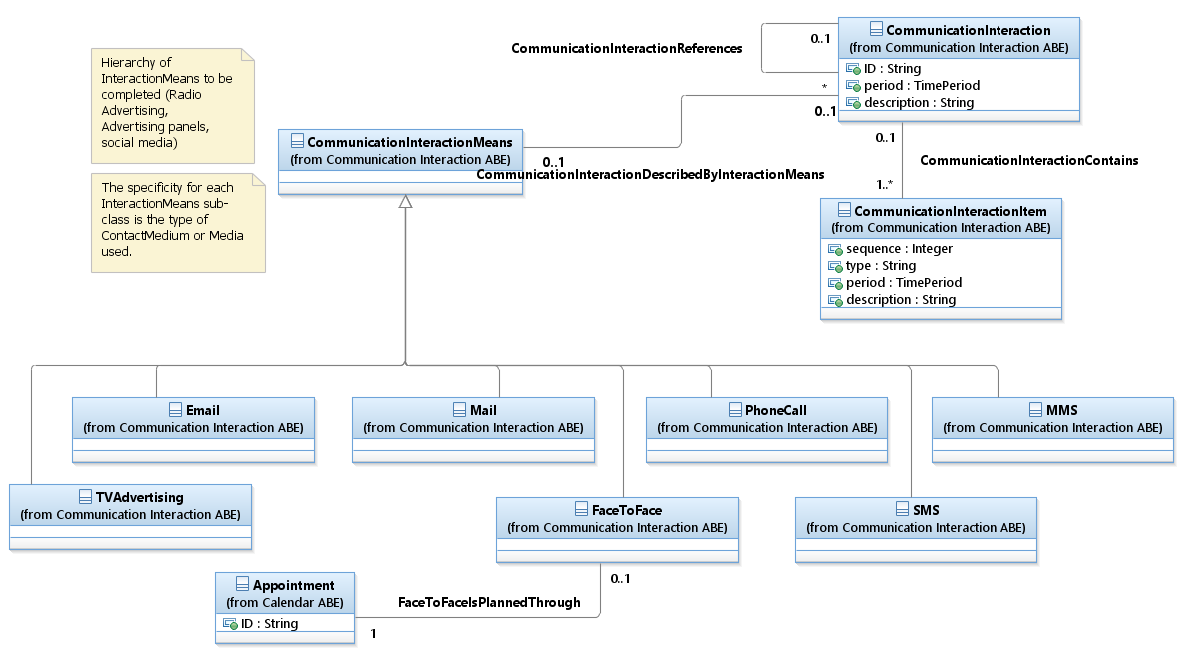 CommunicationInteraction
(from Communication Interaction ABE)
ID : String
period : TimePeriod
description : String
0..1
CommunicationInteractionReferences
*
0..1
Hierarchy of
InteractionMeans to be
completed (Radio
Advertising,
Advertising panels,
social media)
CommunicationInteractionMeans
(from Communication Interaction ABE)
0..1
CommunicationInteractionDescribedByInteractionMeans
0..1
CommunicationInteractionContains
1..*
The specificity for each
InteractionMeans sub-
class is the type of
ContactMedium or Media
used.
CommunicationInteractionItem
(from Communication Interaction ABE)
sequence : Integer
type : String
period : TimePeriod
description : String
Email
(from Communication Interaction ABE)
Mail
(from Communication Interaction ABE)
PhoneCall
(from Communication Interaction ABE)
MMS
(from Communication Interaction ABE)
TVAdvertising
(from Communication Interaction ABE)
FaceToFace
(from Communication Interaction ABE)
SMS
(from Communication Interaction ABE)
0..1
Appointment
(from Calendar ABE)
ID : String
FaceToFaceIsPlannedThrough
1